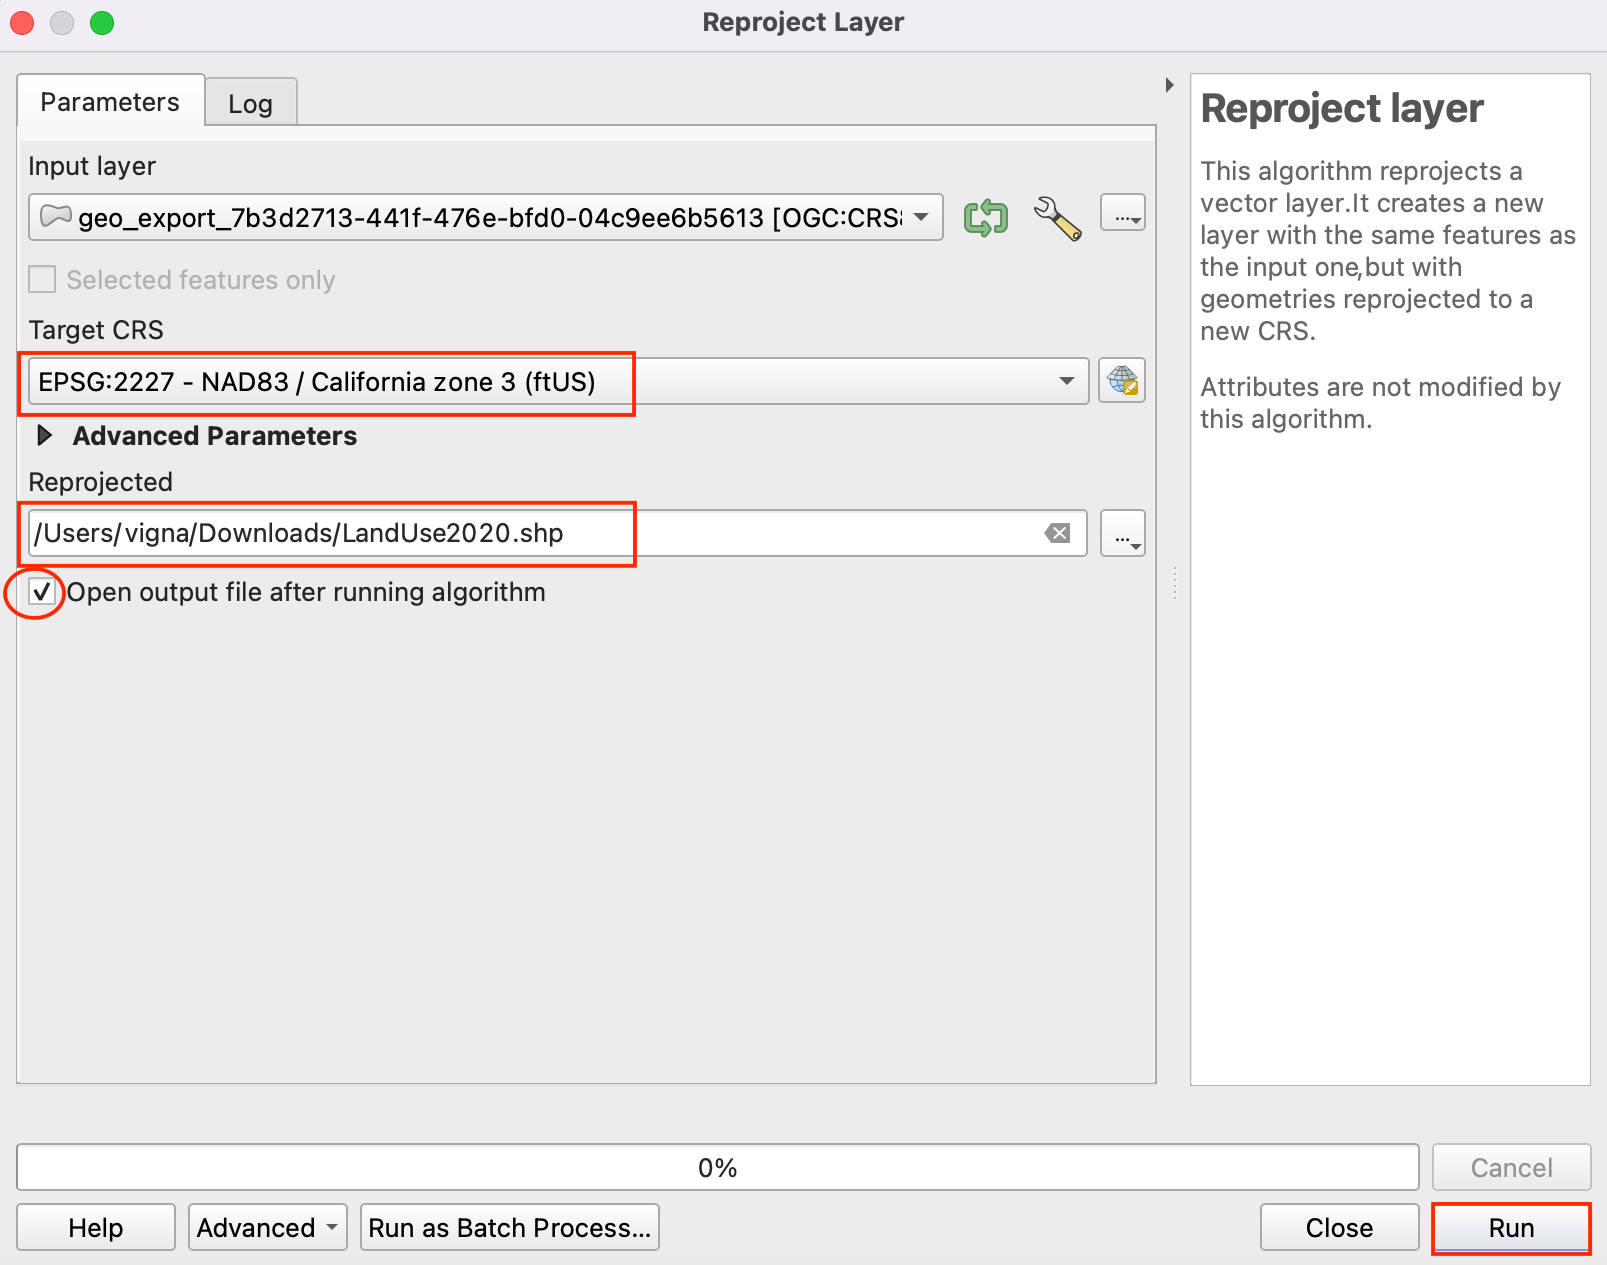 Reproject Layer
Parameters
Log
Input layer
geo_export_7b3d2713-441f-476e-bfd0-04c9ee6b5613 [OGC:CRS
...
Selected features only
Target CRS
EPSG:2227 - NAD83 / California zone 3 (ftUS)
Advanced Parameters
Reprojected
/Users/vigna/Downloads/LandUse2020.shp
...
Open output file after running algorithm
Reproject layer
This algorithm reprojects a
vector layer.It creates a new
layer with the same features as
the input one,but with
geometries reprojected to a
new CRS.
Attributes are not modified by
this algorithm.
0%
Cancel
Help
Advanced
Run as Batch Process...
Close
Run